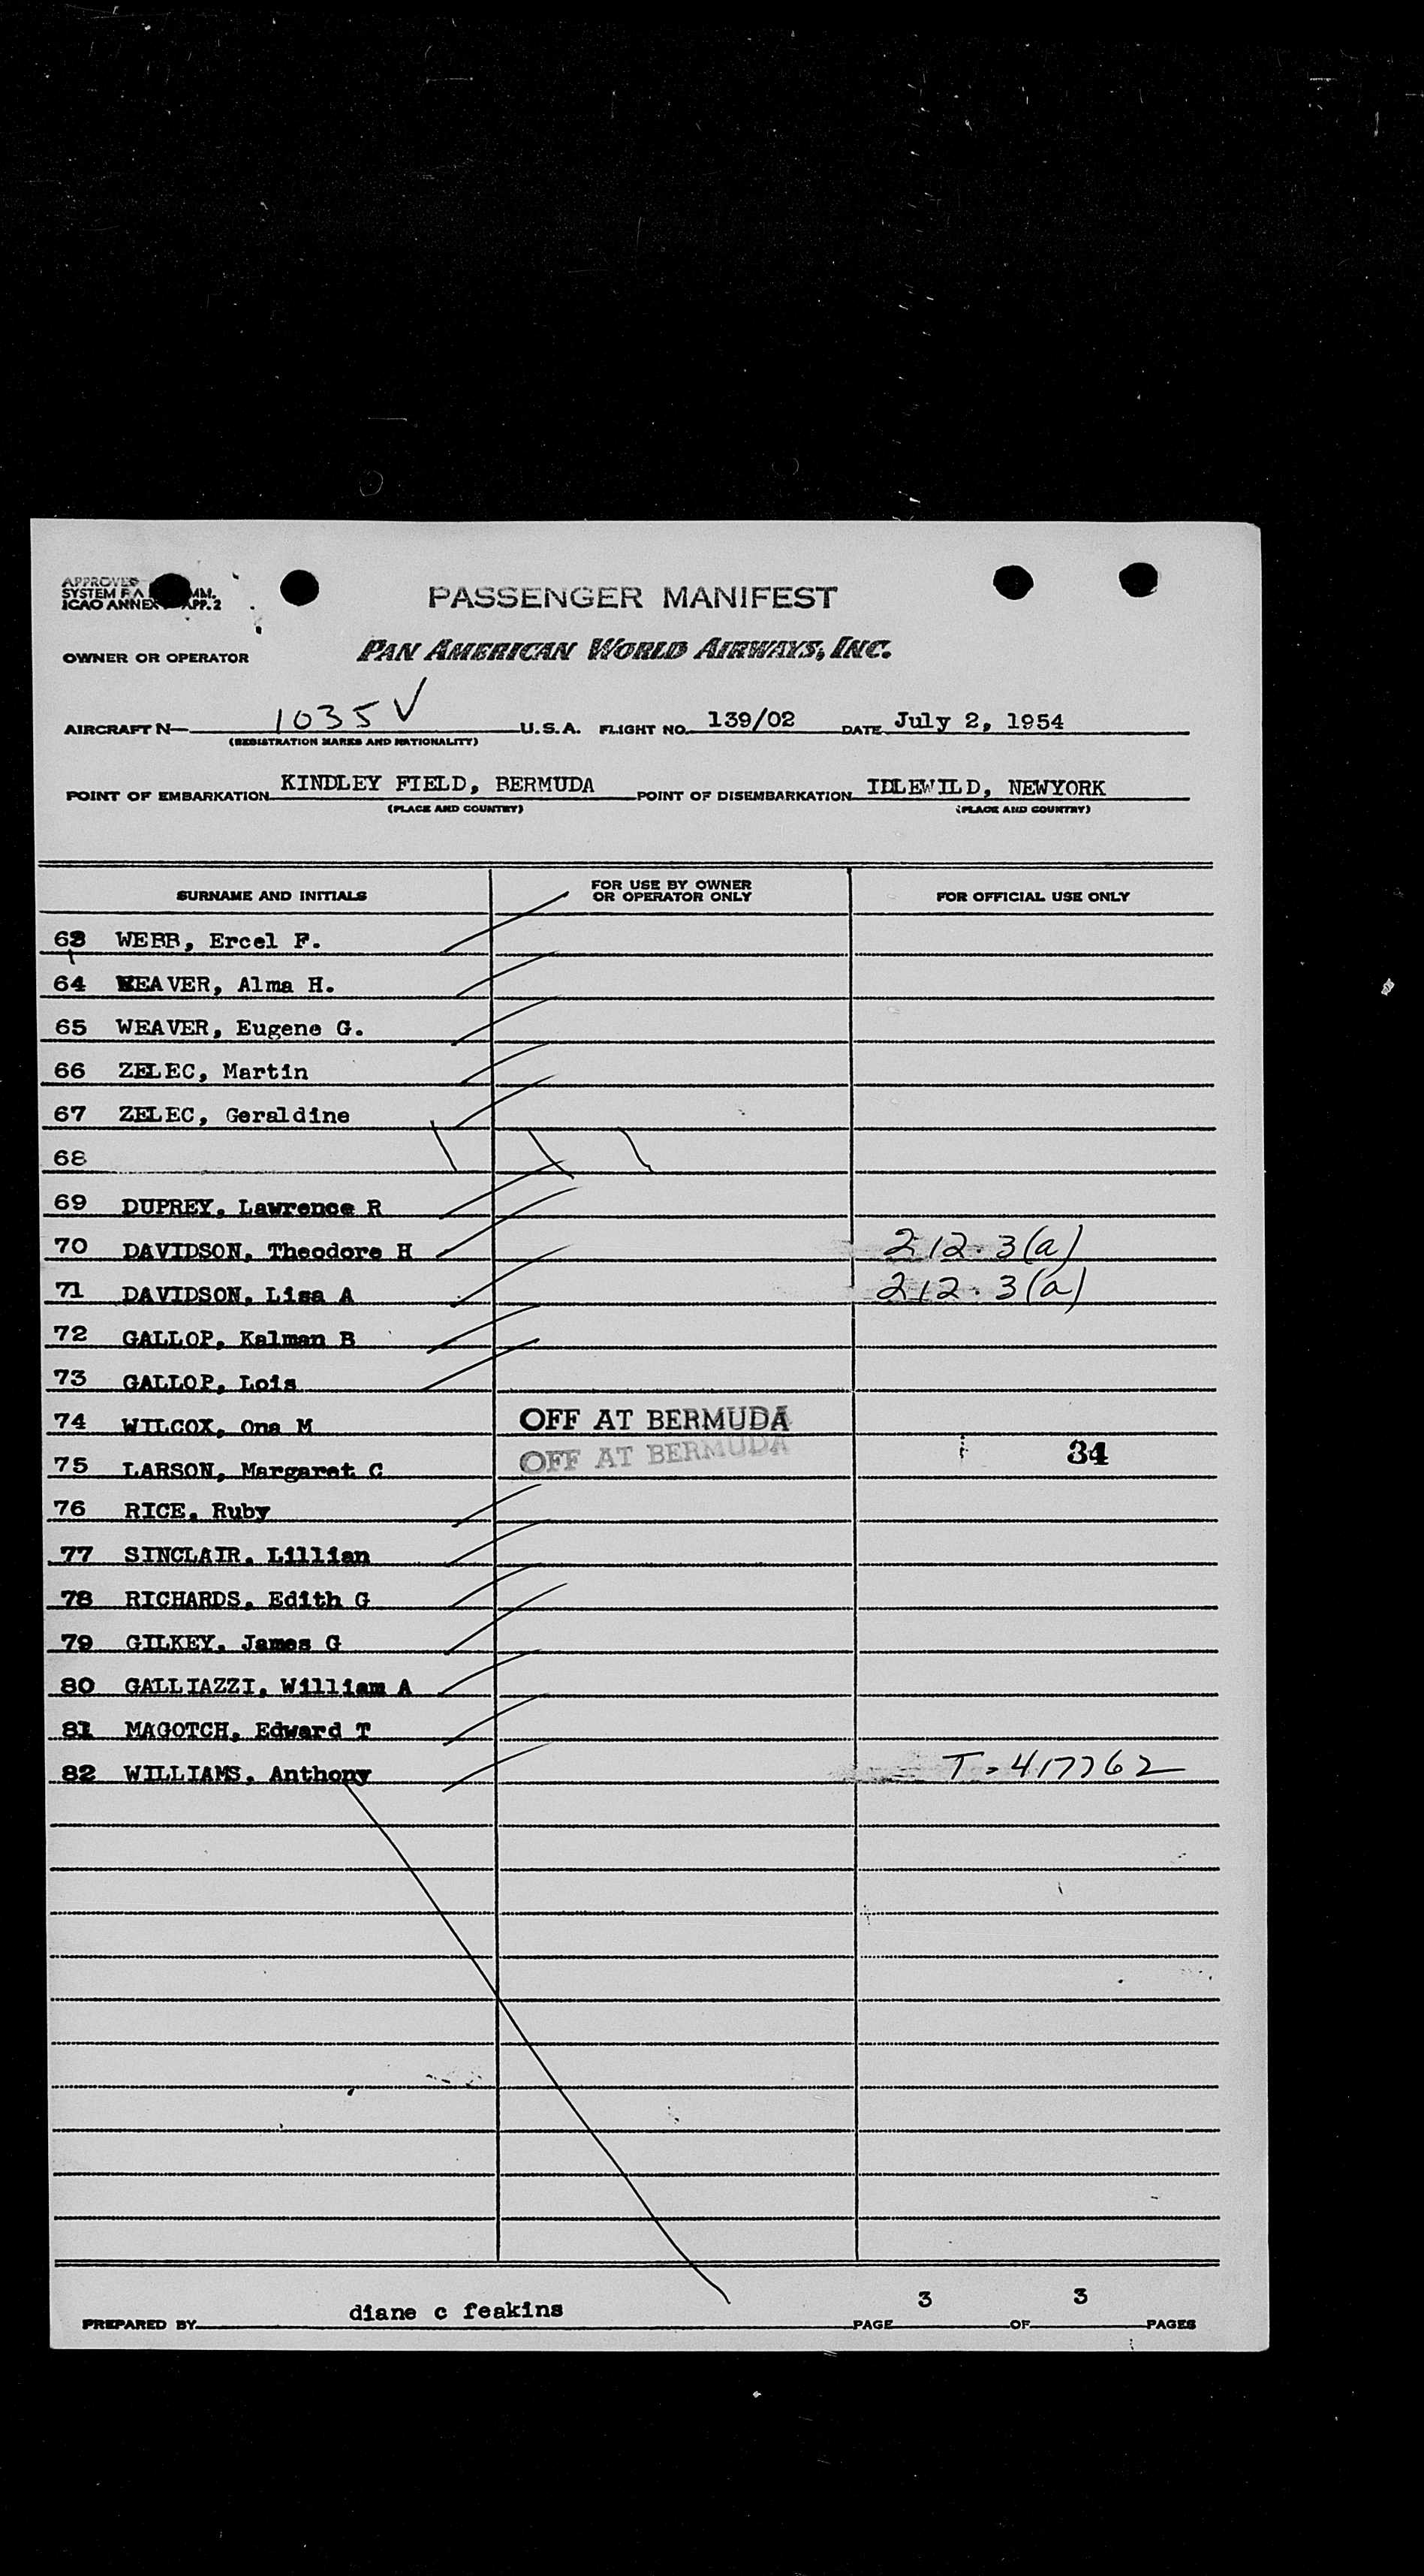 APPROVED
SYSTEM F A MM.
ICAO ANNEX APP. 2
PASSENGER MANIFEST
OWNER OR OPERATOR PAN AMERICAN WORLD AIRWAYS, INC.
AIRCRAFT N— 1035V U.S.A. FLIGHT NO. 139/02 DATE July 2, 1954
(REGISTRATION MARKS AND NATIONALITY)
POINT OF EMBARKATION KINDLEY FIELD, BERMUDA POINT OF DISEMBARKATION IDLEWILD, NEWYORK
(PLACE AND COUNTRY) (PLACE AND COUNTRY)
SURNAME AND INITIALS FOR USE BY OWNER OR OPERATOR ONLY FOR OFFICIAL USE ONLY
63 WEBB, Ercel F.
64 WEAVER, Alma H.
65 WEAVER, Eugene G.
66 ZELEC, Martin
67 ZELEC, Geraldine
68
69 DUPREY, Lawrence R
70 DAVIDSON, Theodore H 212.3(a)
71 DAVIDSON, Lisa A 212.3(a)
72 GALLOP, Kalman B
73 GALLOP, Lois
74 WILCOX, Ona M OFF AT BERMUDA
75 LARSON, Margaret C OFF AT BERMUDA 34
76 RICE, Ruby
77 SINCLAIR, Lillian
78 RICHARDS, Edith G
79 GILKEY, James G
80 GALLIAZZI, William A
81 MAGOTCH, Edward T
82 WILLIAMS, Anthony T-417762
PREPARED BY diane c feakins PAGE 3 OF 3 PAGES